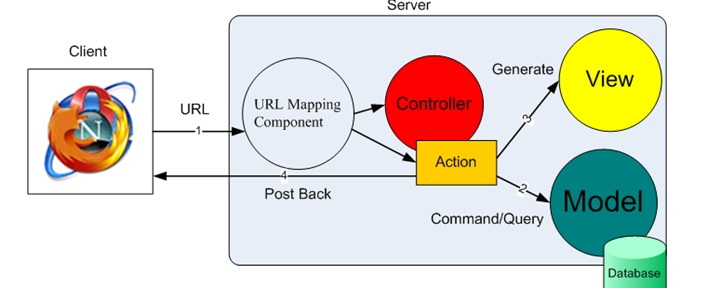 Server
Client
URL
1
URL Mapping
Component
Controller
Action
Generate
3
View
2
Command/Query
Model
4
Post Back
Database
N